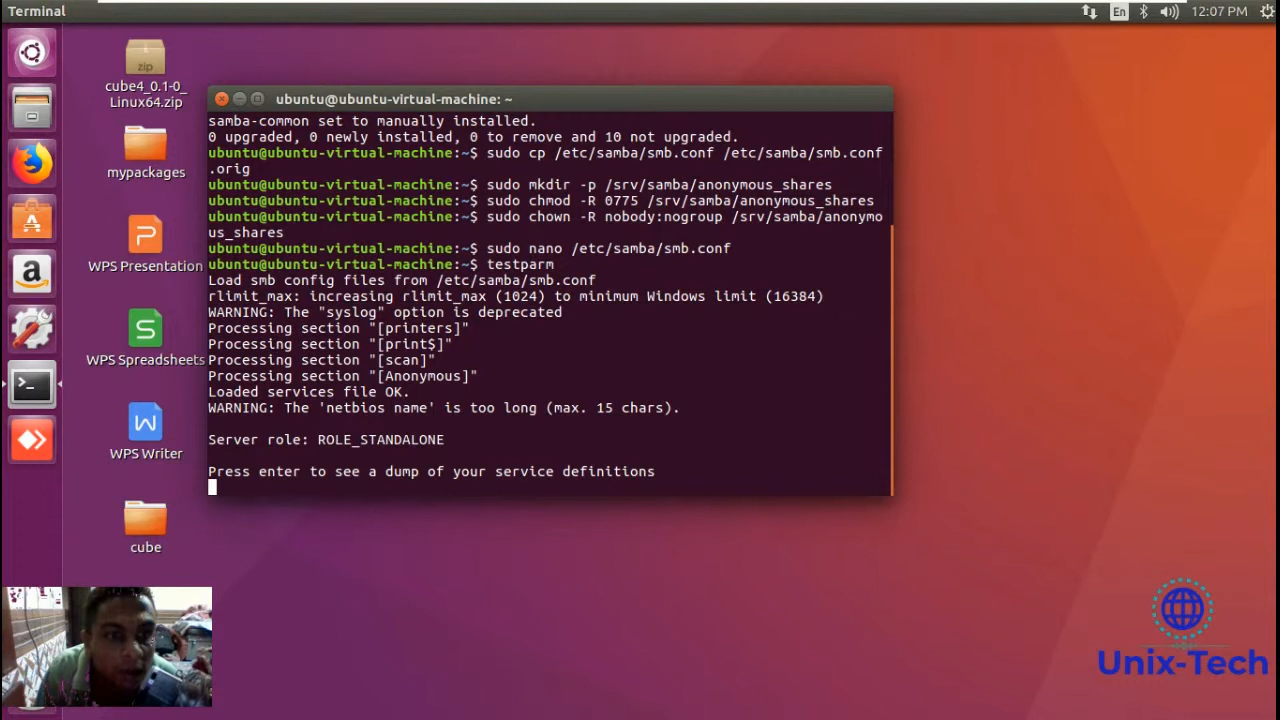 Terminal
En
12:07 PM
zip
cube4_0.1-0_
Linux64.zip
mypackages
WPS Presentation
WPS Spreadsheets
WPS Writer
cube
ubuntu@ubuntu-virtual-machine: ~
samba-common set to manually installed.
0 upgraded, 0 newly installed, 0 to remove and 10 not upgraded.
ubuntu@ubuntu-virtual-machine:~$ sudo cp /etc/samba/smb.conf /etc/samba/smb.conf
.orig
ubuntu@ubuntu-virtual-machine:~$ sudo mkdir -p /srv/samba/anonymous_shares
ubuntu@ubuntu-virtual-machine:~$ sudo chmod -R 0775 /srv/samba/anonymous_shares
ubuntu@ubuntu-virtual-machine:~$ sudo chown -R nobody:nogroup /srv/samba/anonymo
us_shares
ubuntu@ubuntu-virtual-machine:~$ sudo nano /etc/samba/smb.conf
ubuntu@ubuntu-virtual-machine:~$ testparm
Load smb config files from /etc/samba/smb.conf
rlimit_max: increasing rlimit_max (1024) to minimum Windows limit (16384)
WARNING: The "syslog" option is deprecated
Processing section "[printers]"
Processing section "[print$]"
Processing section "[scan]"
Processing section "[Anonymous]"
Loaded services file OK.
WARNING: The 'netbios name' is too long (max. 15 chars).
Server role: ROLE_STANDALONE
Press enter to see a dump of your service definitions
Unix-Tech